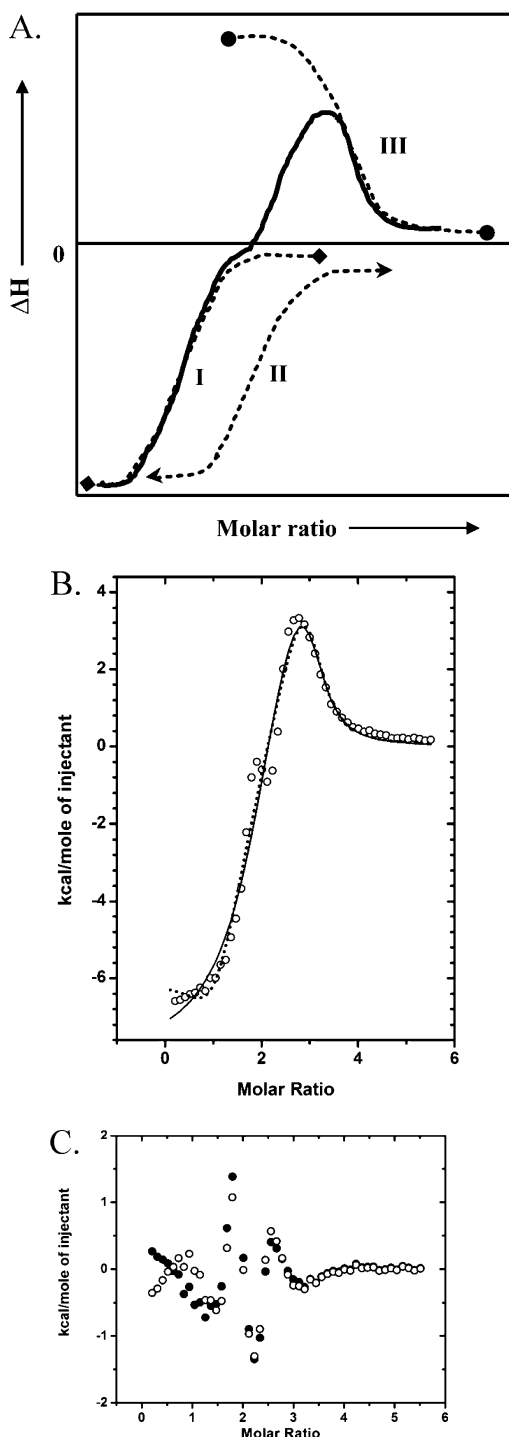 A.
III
0
ΔH
I
II
Molar ratio
B.
4
2
0
-2
-4
-6
kcal/mole of injectant
0 2 4 6
Molar Ratio
C.
2
1
0
-1
-2
kcal/mole of injectant
0 1 2 3 4 5 6
Molar Ratio